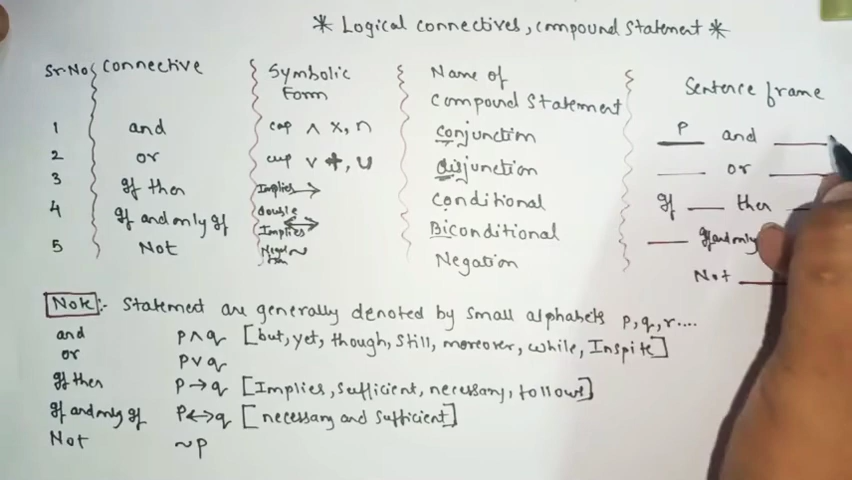 * Logical connectives, compound statement *
Sr.No Connective Symbolic Form Name of Compound Statement Sentence frame
1 and cap ∧ x, ∩ Conjunction P and
2 or cup ∨ +, ∪ disjunction or
3 If then Implies → Conditional If then
4 If and only If double Implies ↔ Biconditional If and only
5 Not ~ Negation Not
Note:- Statement are generally denoted by small alphabets p, q, r....
and p∧q [but, yet, though, still, moreover, while, Inspite]
or p∨q
If then p→q [Implies, sufficient, necessary, follows]
If and only If p↔q [necessary and sufficient]
Not ~p